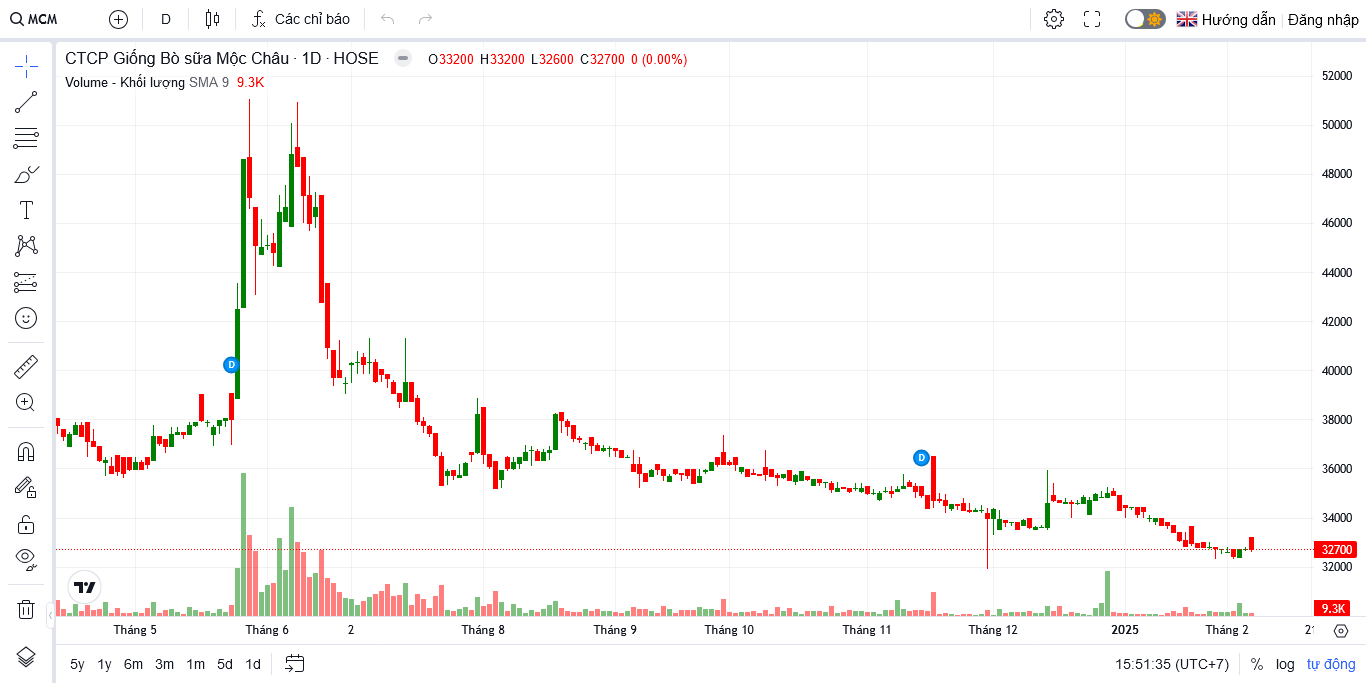 MCM D Các chỉ báo Hướng dẫn Đăng nhập
CTCP Giống Bò sữa Mộc Châu · 1D · HOSE O33200 H33200 L32600 C32700 0 (0.00%)
Volume - Khối lượng SMA 9 9.3K
52000
50000
48000
46000
44000
42000
40000
38000
36000
34000
32700
32000
9.3K
D
D
Tháng 5 Tháng 6 2 Tháng 8 Tháng 9 Tháng 10 Tháng 11 Tháng 12 2025 Tháng 2
5y 1y 6m 3m 1m 5d 1d 15:51:35 (UTC+7) % log tự động